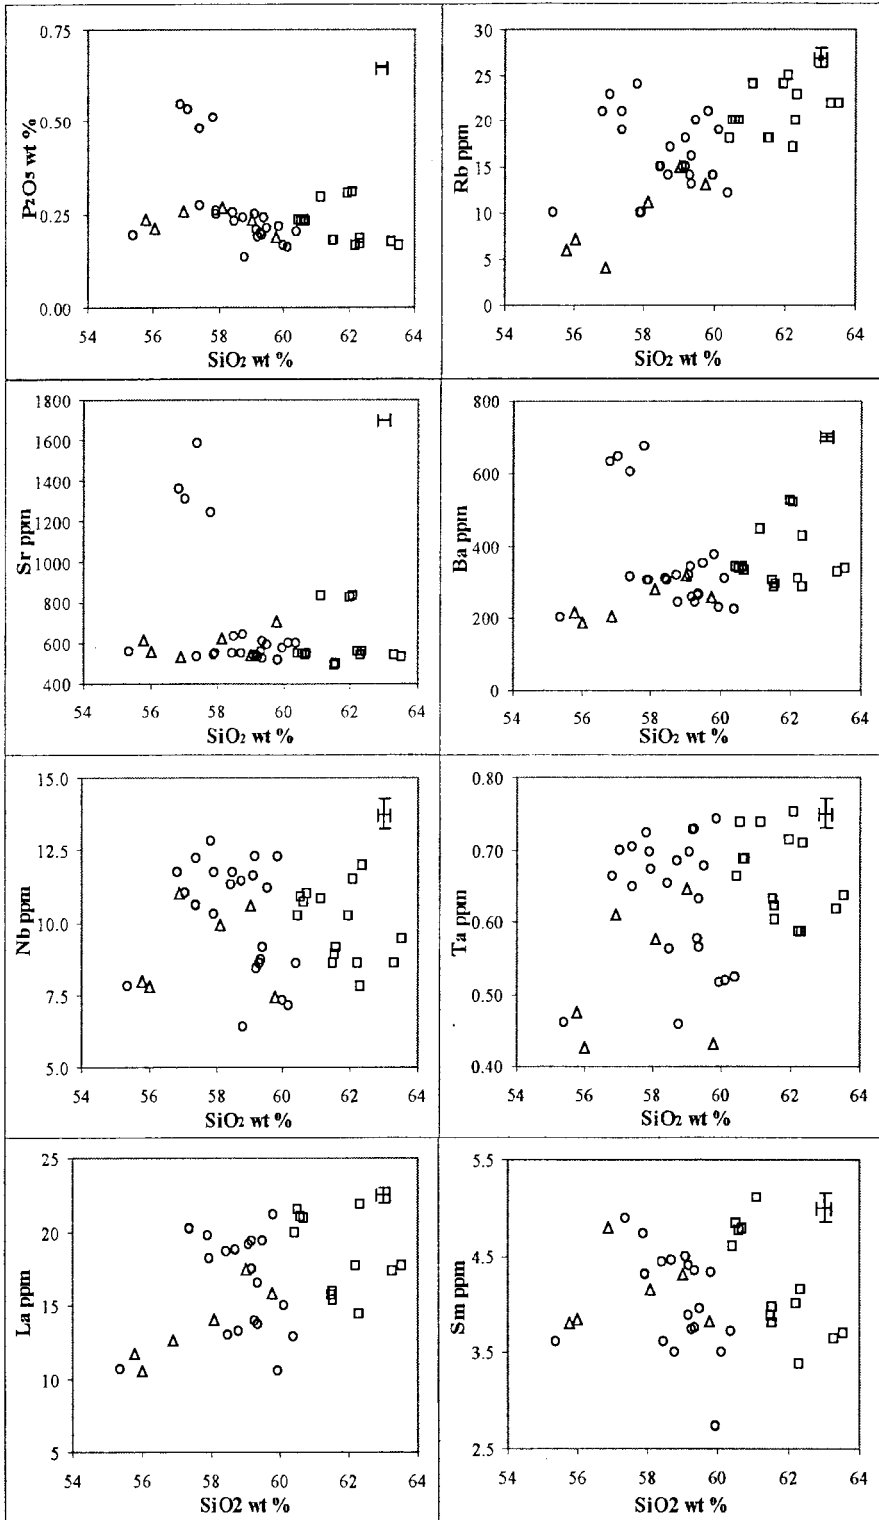 0.75
0.50
0.25
0.00
P2O5 wt %
54 56 58 60 62 64
SiO2 wt %
30
25
20
15
10
5
0
Rb ppm
54 56 58 60 62 64
SiO2 wt %
1800
1600
1400
1200
1000
800
600
400
Sr ppm
54 56 58 60 62 64
SiO2 wt %
800
600
400
200
0
Ba ppm
54 56 58 60 62 64
SiO2 wt %
15.0
12.5
10.0
7.5
5.0
Nb ppm
54 56 58 60 62 64
SiO2 wt %
0.80
0.70
0.60
0.50
0.40
Ta ppm
54 56 58 60 62 64
SiO2 wt %
25
20
15
10
5
La ppm
54 56 58 60 62 64
SiO2 wt %
5.5
4.5
3.5
2.5
Sm ppm
54 56 58 60 62 64
SiO2 wt %